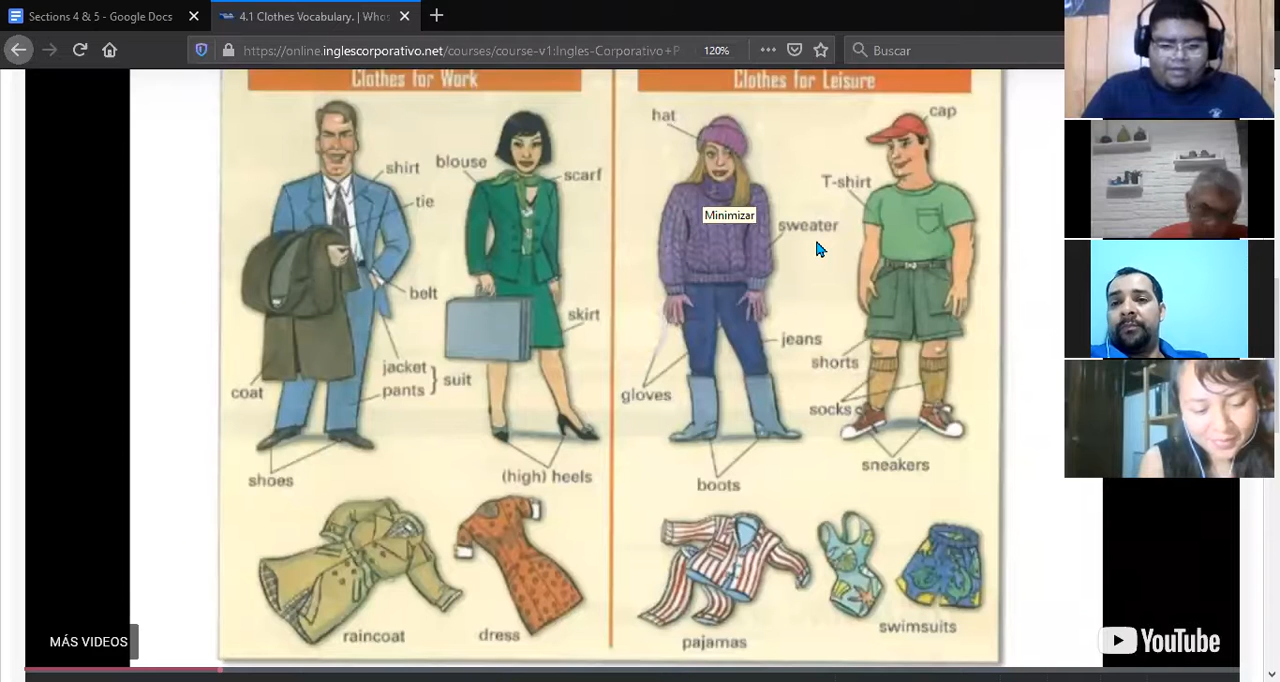 Sections 4 & 5 - Google Docs
4.1 Clothes Vocabulary. | Who
https://online.inglescorporativo.net/courses/course-v1:Ingles-Corporativo+P
120%
Buscar
Clothes for Work
Clothes for Leisure
hat
cap
shirt
blouse
scarf
T-shirt
tie
Minimizar
sweater
belt
skirt
jeans
shorts
jacket
pants
suit
coat
gloves
socks
shoes
(high) heels
boots
sneakers
raincoat
dress
pajamas
swimsuits
MÁS VIDEOS
YouTube